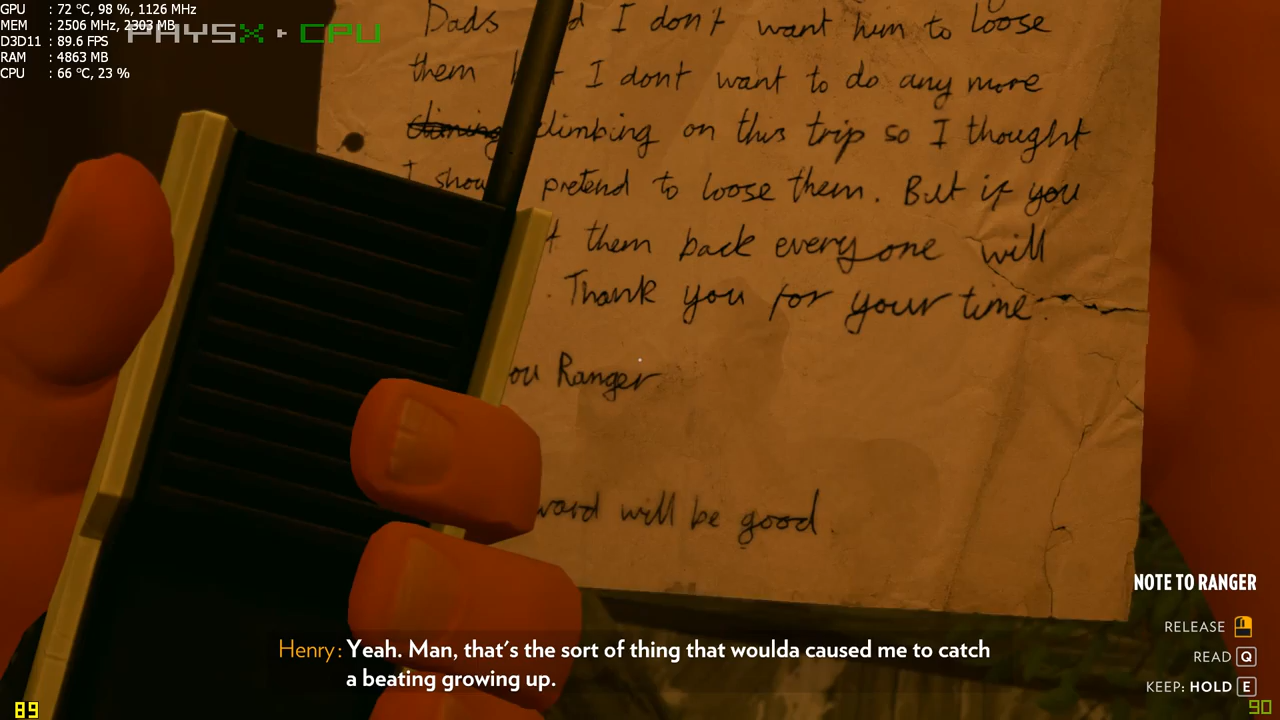 GPU : 72 °C, 98 %, 1126 MHz
MEM : 2506 MHz, 2303 MB
D3D11 : 89.6 FPS
RAM : 4863 MB
CPU : 66 °C, 23 %
PHYSX CPU
Dads I don't want him to loose
them I dont want to do any more
climing climbing on this trip so I thought
I pretend to loose them. But if you
them back everyone will
Thank you for your time.
Ranger
will be good.
NOTE TO RANGER
RELEASE
READ Q
KEEP: HOLD E
Henry: Yeah. Man, that's the sort of thing that woulda caused me to catch
a beating growing up.
89
90